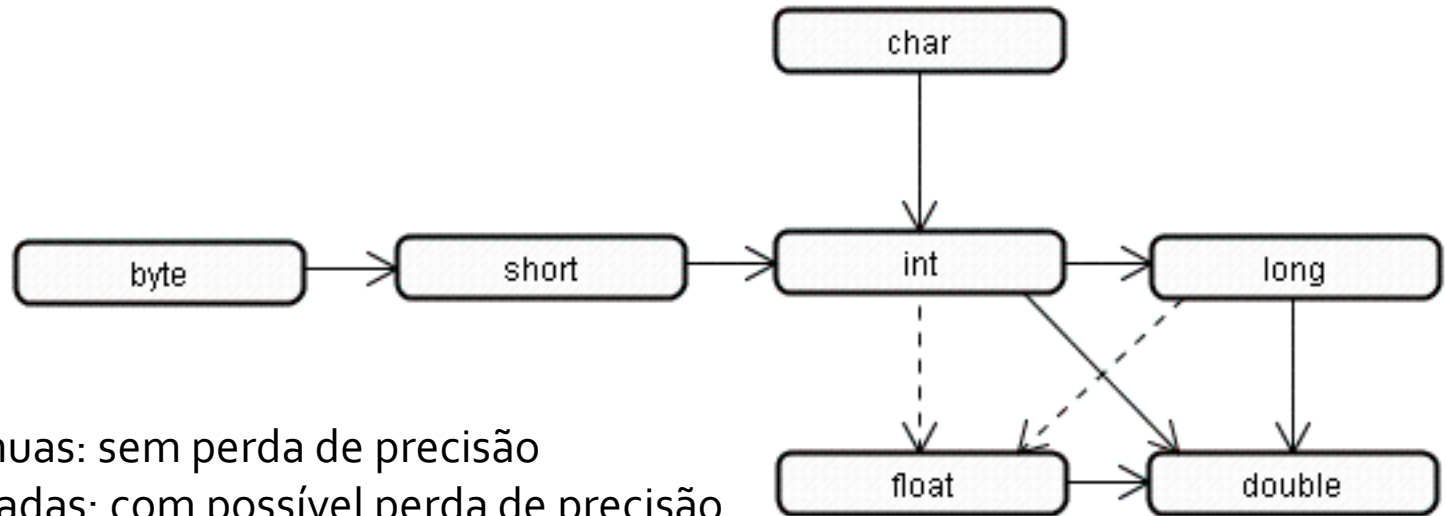 char
byte
short
int
long
nuas: sem perda de precisão
adas: com possível perda de precisão
float
double